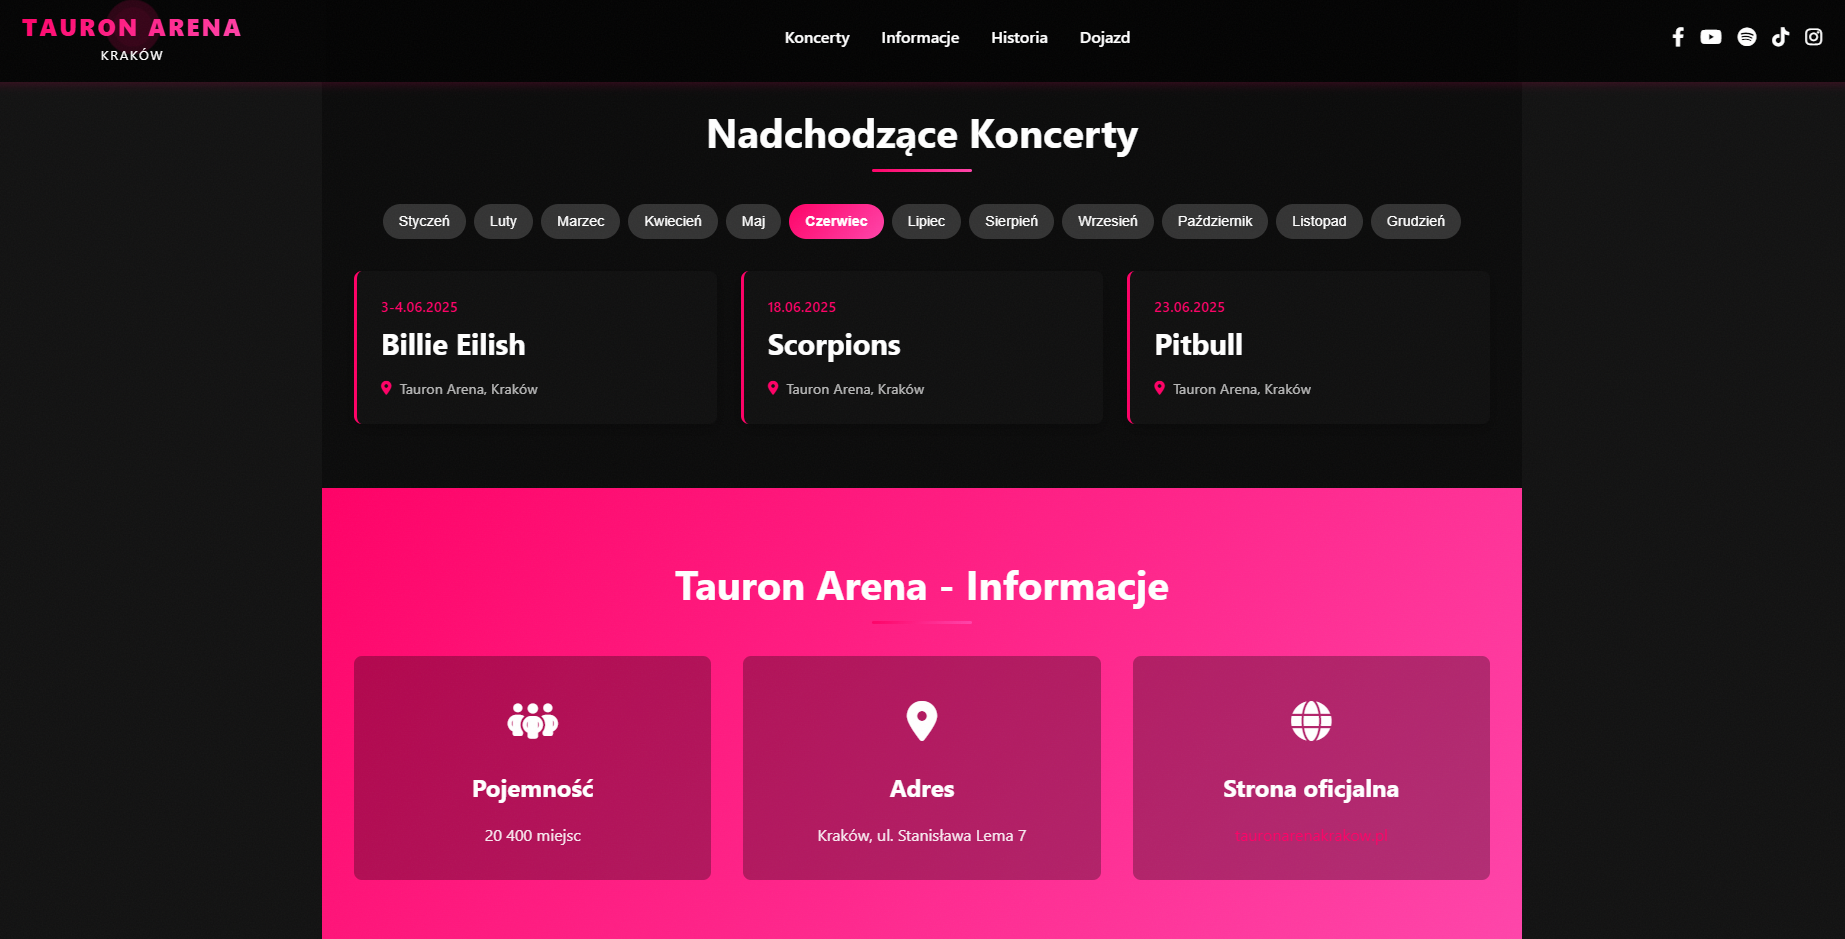 TAURON ARENA
KRAKÓW
Koncerty Informacje Historia Dojazd
Nadchodzące Koncerty
Styczeń Luty Marzec Kwiecień Maj Czerwiec Lipiec Sierpień Wrzesień Październik Listopad Grudzień
3-4.06.2025
Billie Eilish
Tauron Arena, Kraków
18.06.2025
Scorpions
Tauron Arena, Kraków
23.06.2025
Pitbull
Tauron Arena, Kraków
Tauron Arena - Informacje
Pojemność
20 400 miejsc
Adres
Kraków, ul. Stanisława Lema 7
Strona oficjalna
tauronarenakrakow.pl